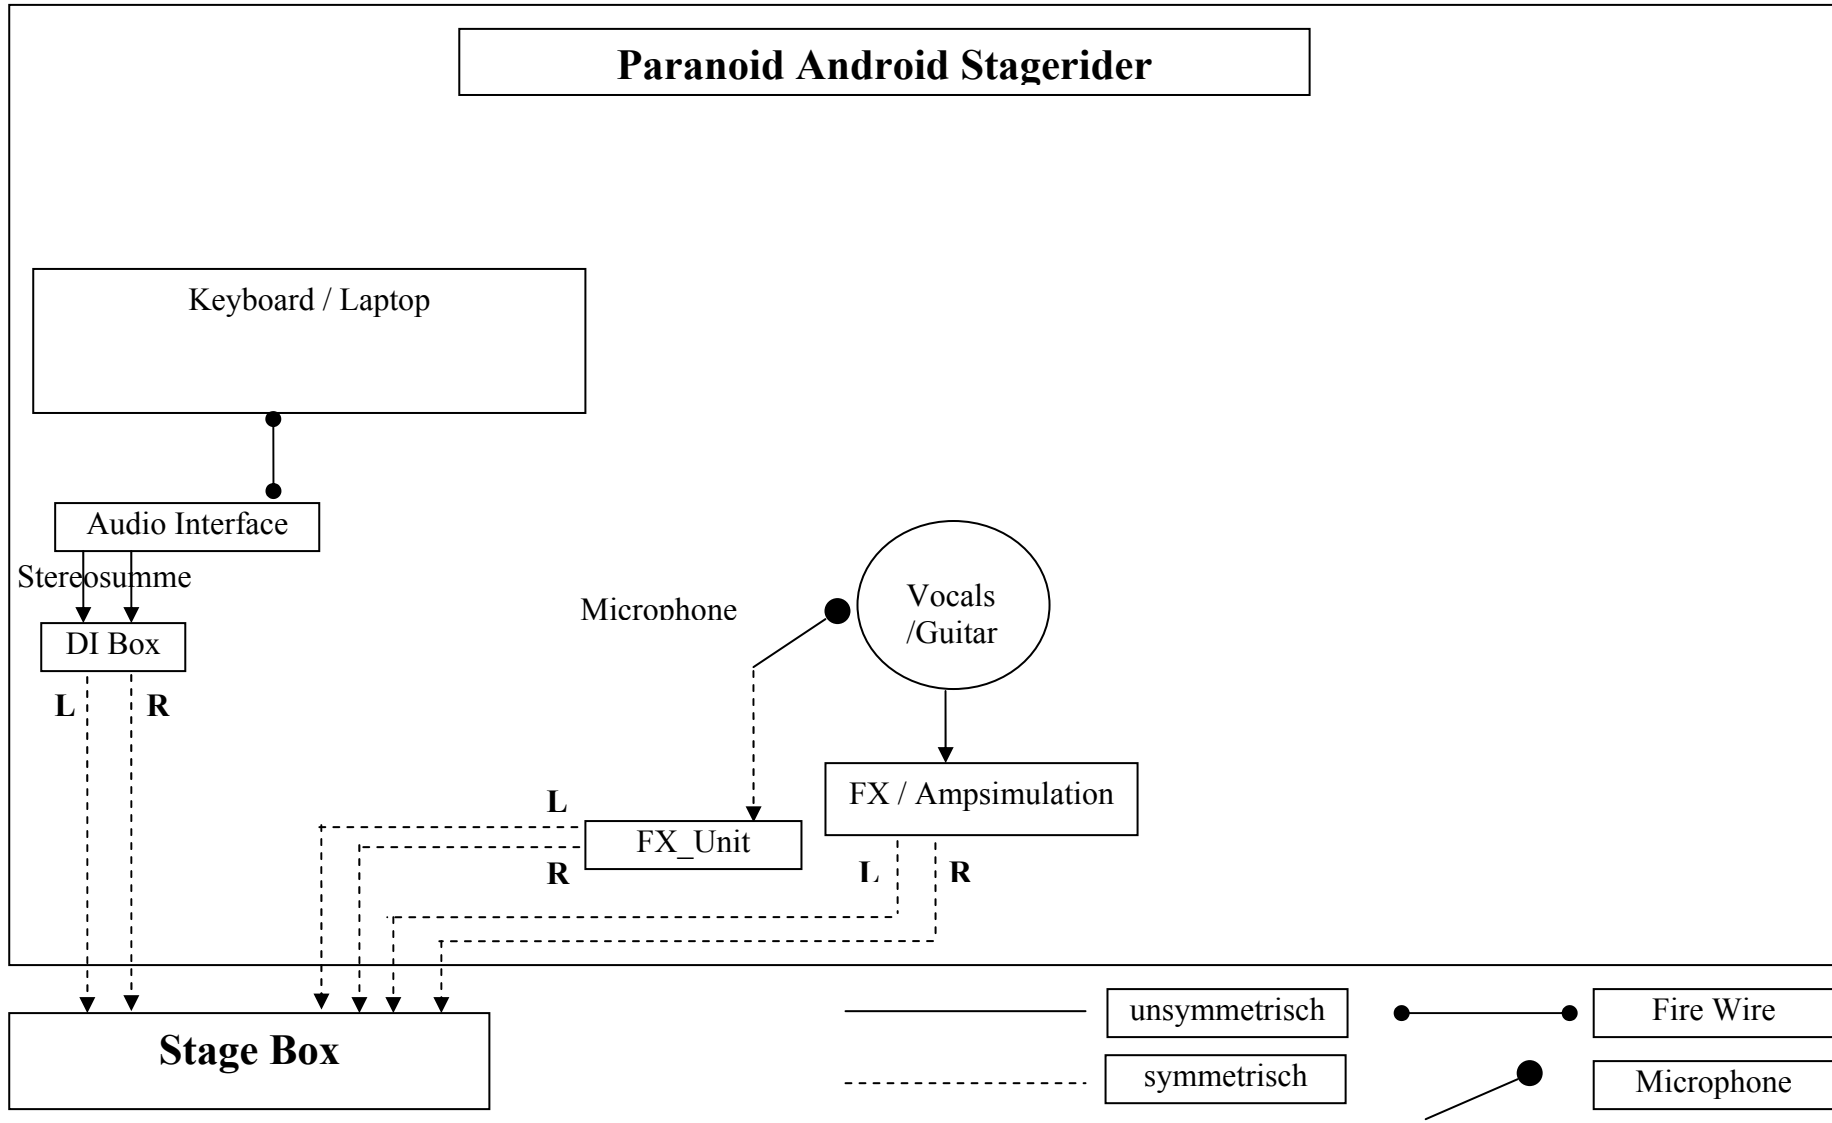 Paranoid Android Stagerider
Keyboard / Laptop
Audio Interface
Stereosumme
DI Box
L
R
Microphone
Vocals
/Guitar
FX / Ampsimulation
L
FX_Unit
R
L
R
Stage Box
unsymmetrisch
Fire Wire
symmetrisch
Microphone